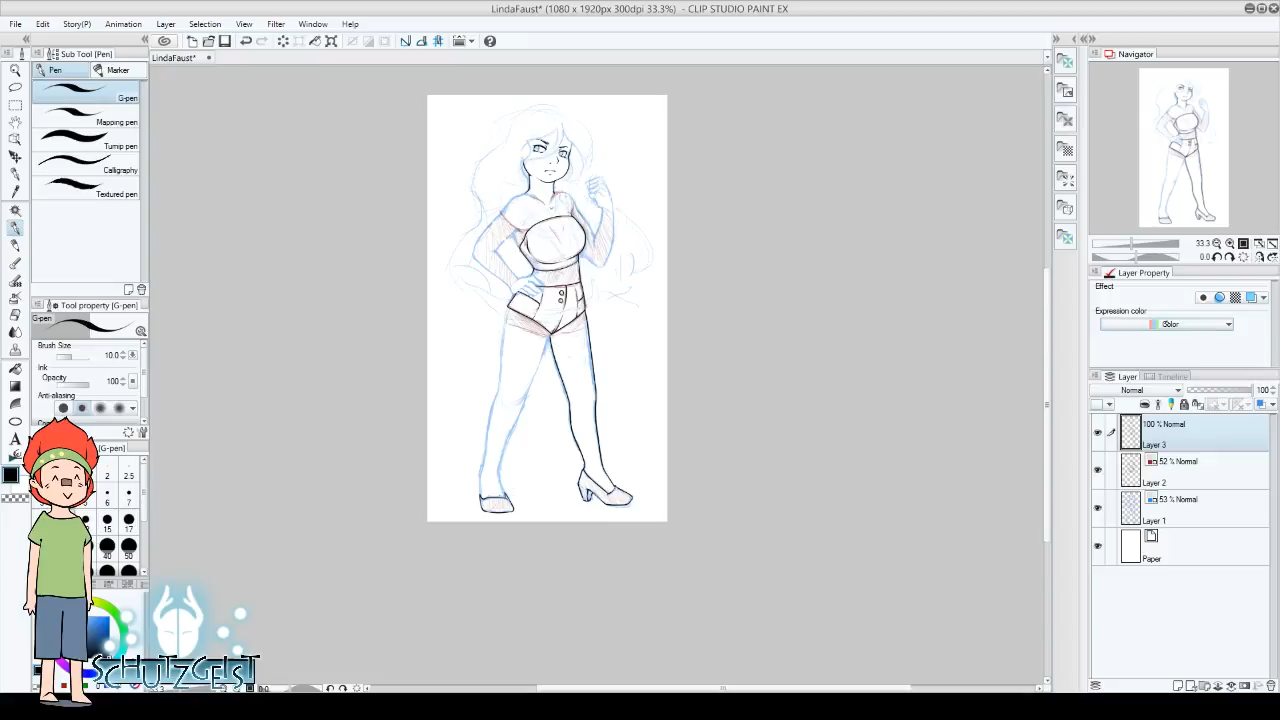 LindaFaust* (1080 x 1920px 300dpi 33.3%) - CLIP STUDIO PAINT EX
File Edit Story(P) Animation Layer Selection View Filter Window Help
Sub Tool [Pen]
LindaFaust*
Navigator
Pen Marker
G-pen
Mapping pen
Turnip pen
Calligraphy
Textured pen
33.3
0.0
Layer Property
Effect
Expression color
Color
Tool property [G-pen]
G-pen
Brush Size
10.0
Ink
Opacity 100
Anti-aliasing
Layer Timeline
Normal 100
100 % Normal
Layer 3
52 % Normal
Layer 2
53 % Normal
Layer 1
Paper
[G-pen]
2 2.5
6 7
15 17
40 50
SCHUTZGEIST
33.3 0.0